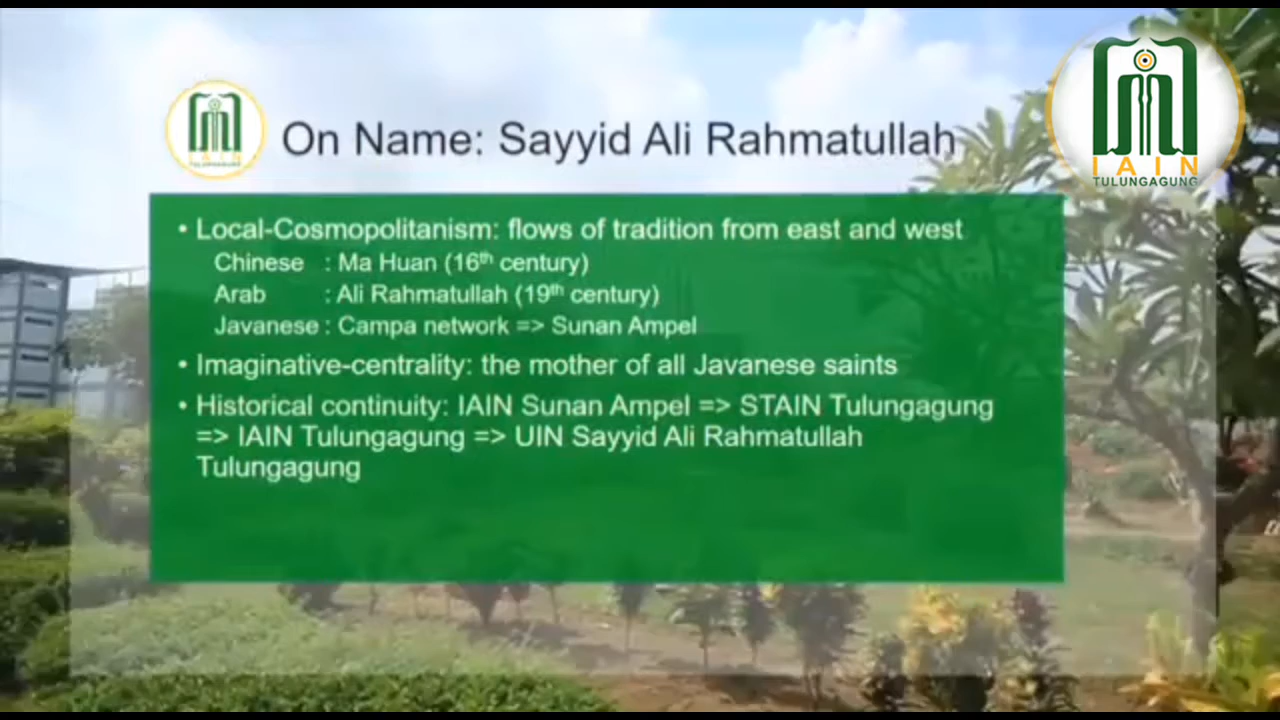 On Name: Sayyid Ali Rahmatullah
IAIN
TULUNGAGUNG
IAIN
TULUNGAGUNG
• Local-Cosmopolitanism: flows of tradition from east and west
Chinese : Ma Huan (16th century)
Arab : Ali Rahmatullah (19th century)
Javanese : Campa network => Sunan Ampel
• Imaginative-centrality: the mother of all Javanese saints
• Historical continuity: IAIN Sunan Ampel => STAIN Tulungagung
=> IAIN Tulungagung => UIN Sayyid Ali Rahmatullah
Tulungagung